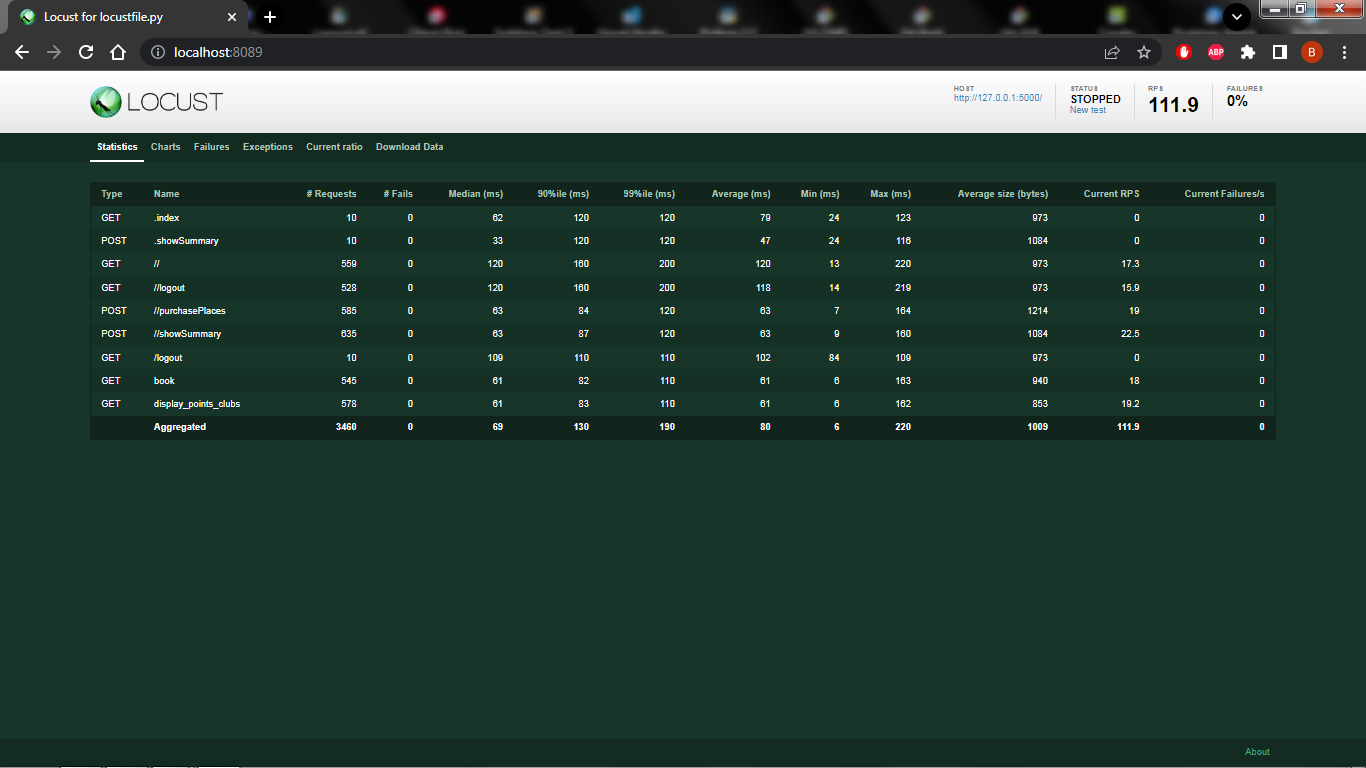 Locust for locustfile.py
localhost:8089
ABP
B
LOCUST
HOST
http://127.0.0.1:5000/
STATUS
STOPPED
New test
RPS
111.9
FAILURES
0%
Statistics Charts Failures Exceptions Current ratio Download Data
Type Name # Requests # Fails Median (ms) 90%ile (ms) 99%ile (ms) Average (ms) Min (ms) Max (ms) Average size (bytes) Current RPS Current Failures/s
GET .index 10 0 62 120 120 79 24 123 973 0 0
POST .showSummary 10 0 33 120 120 47 24 116 1084 0 0
GET // 559 0 120 160 200 120 13 220 973 17.3 0
GET //logout 528 0 120 160 200 118 14 219 973 15.9 0
POST //purchasePlaces 585 0 63 84 120 63 7 164 1214 19 0
POST //showSummary 635 0 63 87 120 63 9 160 1084 22.5 0
GET /logout 10 0 109 110 110 102 84 109 973 0 0
GET book 545 0 61 82 110 61 6 163 940 18 0
GET display_points_clubs 578 0 61 83 110 61 6 162 853 19.2 0
Aggregated 3460 0 69 130 190 80 6 220 1009 111.9 0
About